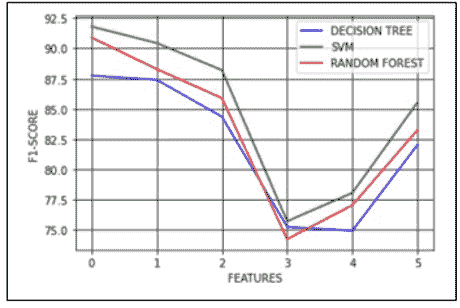 92.5
90.0
87.5
85.0
82.5
80.0
77.5
75.0
F1-SCORE
DECISION TREE
SVM
RANDOM FOREST
0 1 2 3 4 5
FEATURES